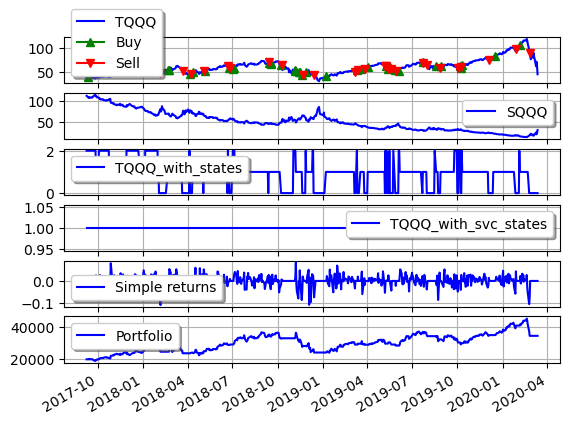 TQQQ
Buy
Sell
100
50
100
50
SQQQ
2
0
TQQQ_with_states
1.05
1.00
0.95
TQQQ_with_svc_states
0.0
−0.1
Simple returns
40000
20000
Portfolio
2017-10 2018-01 2018-04 2018-07 2018-10 2019-01 2019-04 2019-07 2019-10 2020-01 2020-04